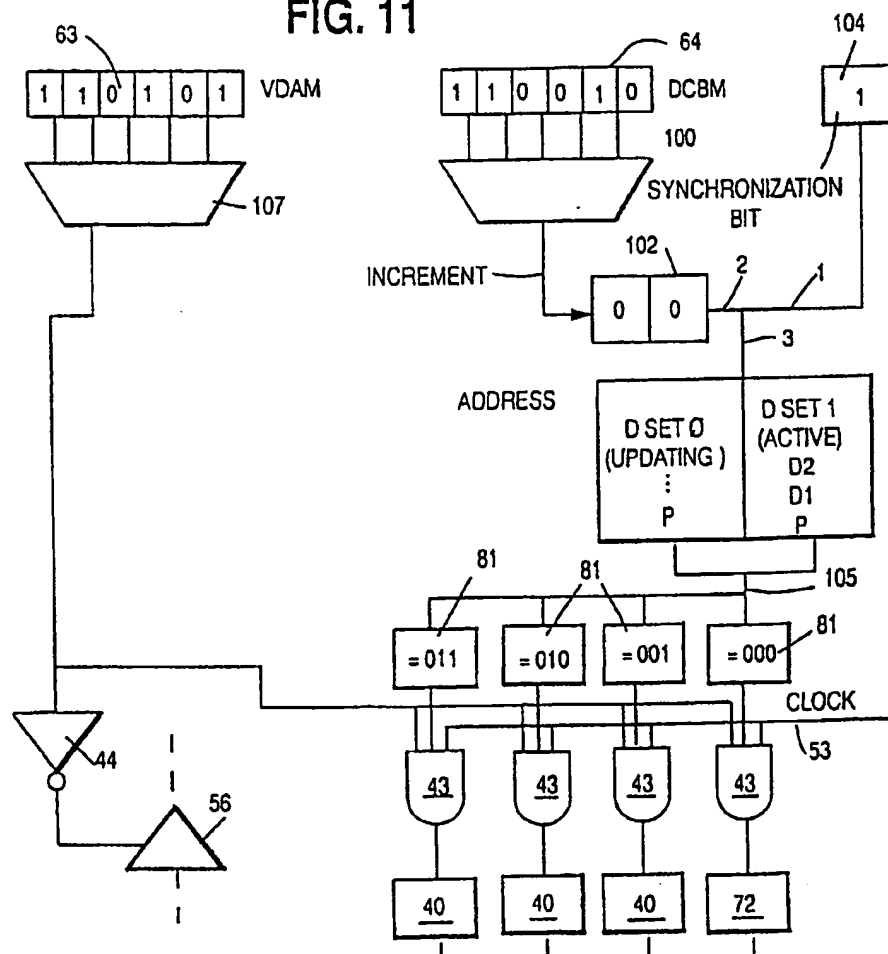 FIG. 11
63
1 1 0 1 0 1 VDAM
107
64
1 1 0 0 1 0 DCBM
100
104
1
SYNCHRONIZATION
BIT
INCREMENT
102
0 0
2
1
3
ADDRESS
D SET 0
(UPDATING)
⋮
P
D SET 1
(ACTIVE)
D2
D1
P
105
81
81
81
=011
=010
=001
=000
CLOCK
53
44
56
43
43
43
43
40
40
40
72